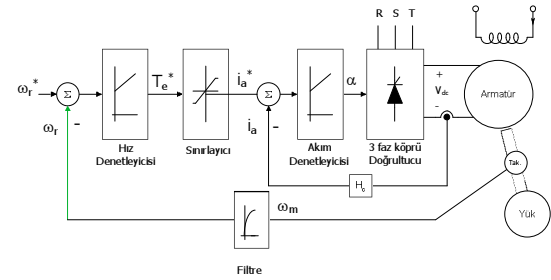 R S T
ωr*
Σ
Te*
ia*
Σ
α
+
Vdc
-
Armatür
ωr
-
ia
-
Hız
Denetleyicisi
Sınırlayıcı
Akım
Denetleyicisi
3 faz köprü
Doğrultucu
Tak.
Hc
ωm
Yük
Filtre